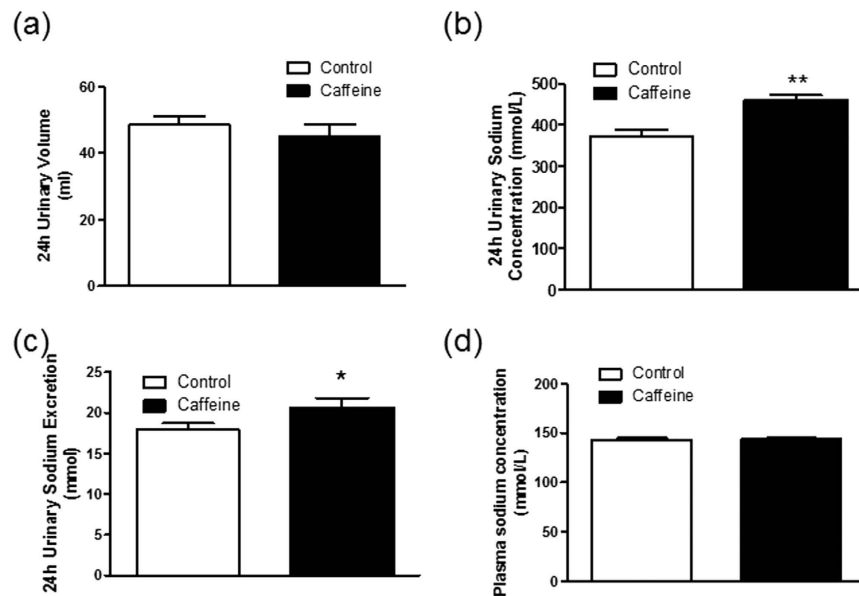 (a)
Control
Caffeine
24h Urinary Volume
(ml)
60
40
20
0
(b)
Control
Caffeine
**
24h Urinary Sodium
Concentration (mmol/L)
500
400
300
200
100
0
(c)
Control
Caffeine
*
24h Urinary Sodium Excretion
(mmol)
25
20
15
10
5
0
(d)
Control
Caffeine
Plasma sodium concentration
(mmol/L)
200
150
100
50
0